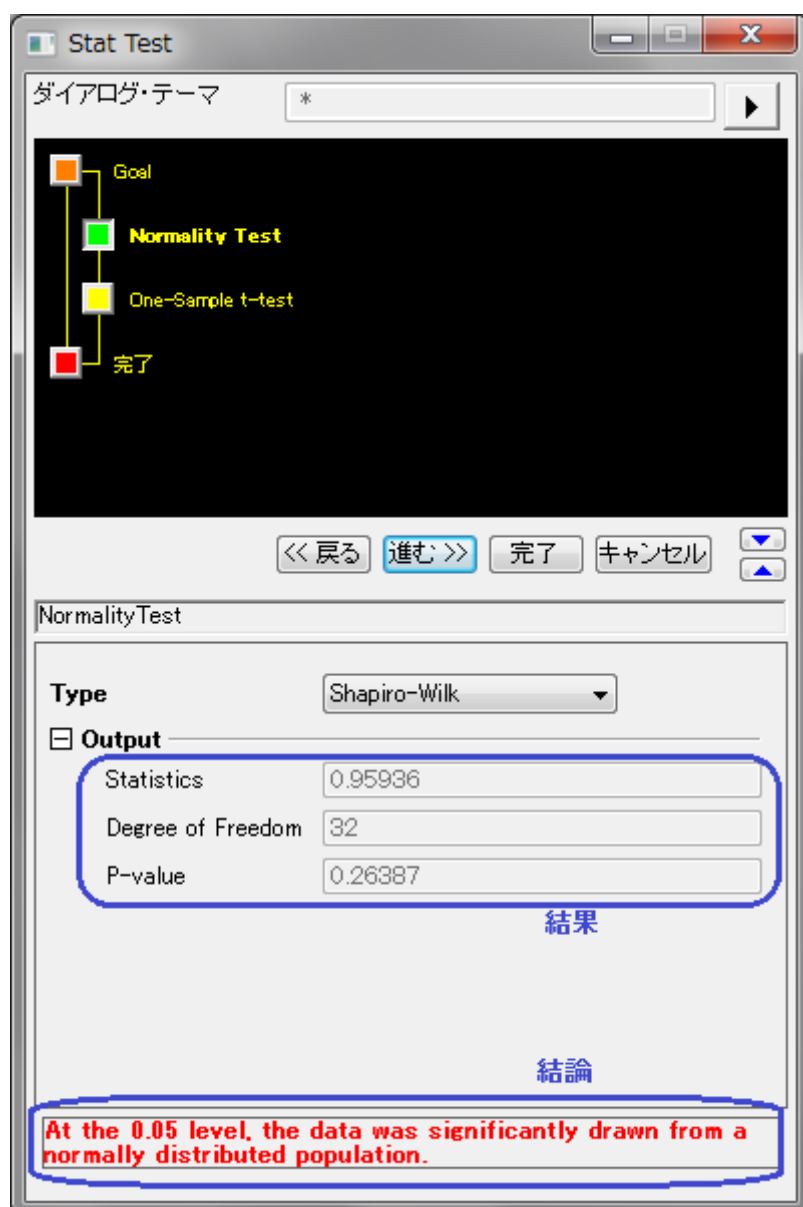 Stat Test
ダイアログ・テーマ *
Goal
Normality Test
One-Sample t-test
完了
<< 戻る 進む >> 完了 キャンセル
NormalityTest
Type Shapiro-Wilk
Output
Statistics 0.95936
Degree of Freedom 32
P-value 0.26387
結果
結論
At the 0.05 level, the data was significantly drawn from a
normally distributed population.